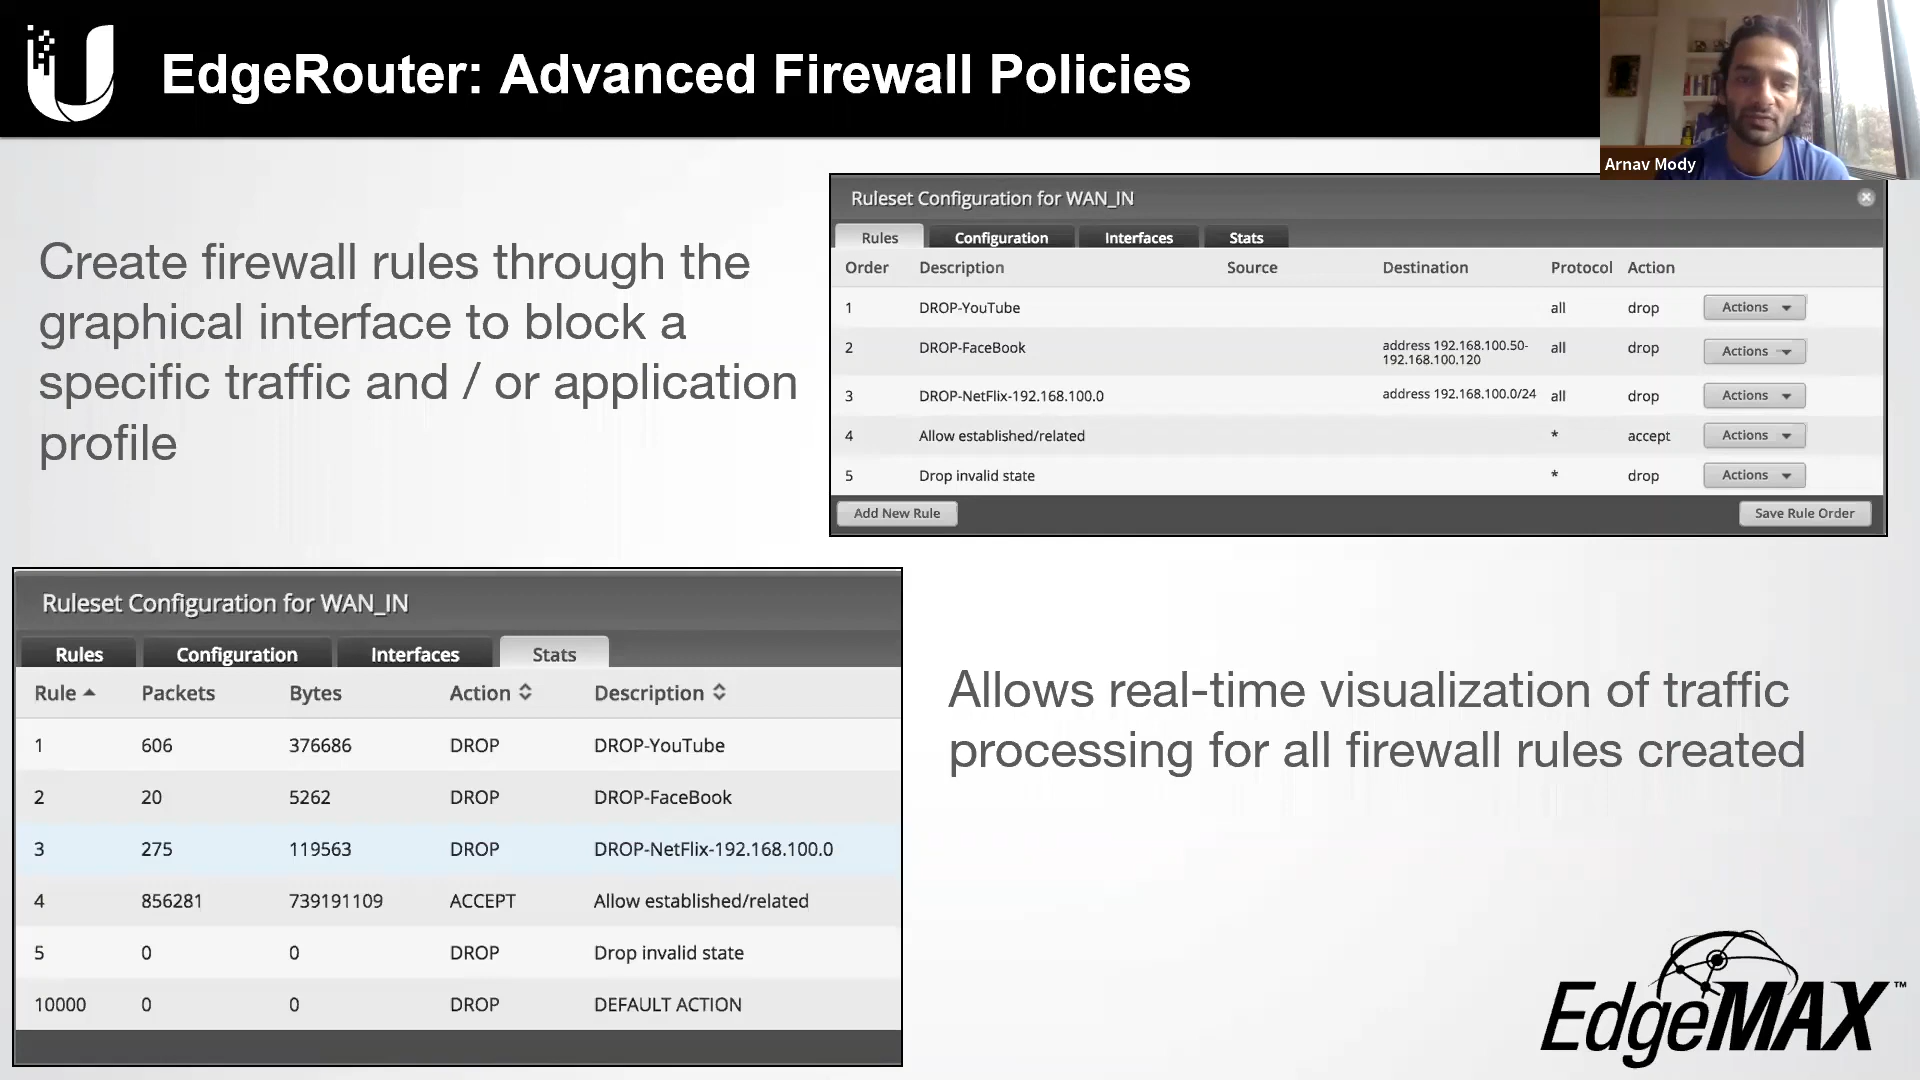 EdgeRouter: Advanced Firewall Policies
Arnav Mody
Create firewall rules through the
graphical interface to block a
specific traffic and / or application
profile
Ruleset Configuration for WAN_IN
Rules Configuration Interfaces Stats
Order Description Source Destination Protocol Action
1 DROP-YouTube all drop Actions
2 DROP-FaceBook address 192.168.100.50-
192.168.100.120 all drop Actions
3 DROP-NetFlix-192.168.100.0 address 192.168.100.0/24 all drop Actions
4 Allow established/related * accept Actions
5 Drop invalid state * drop Actions
Add New Rule Save Rule Order
Ruleset Configuration for WAN_IN
Rules Configuration Interfaces Stats
Rule Packets Bytes Action Description
1 606 376686 DROP DROP-YouTube
2 20 5262 DROP DROP-FaceBook
3 275 119563 DROP DROP-NetFlix-192.168.100.0
4 856281 739191109 ACCEPT Allow established/related
5 0 0 DROP Drop invalid state
10000 0 0 DROP DEFAULT ACTION
Allows real-time visualization of traffic
processing for all firewall rules created
EdgeMAX™